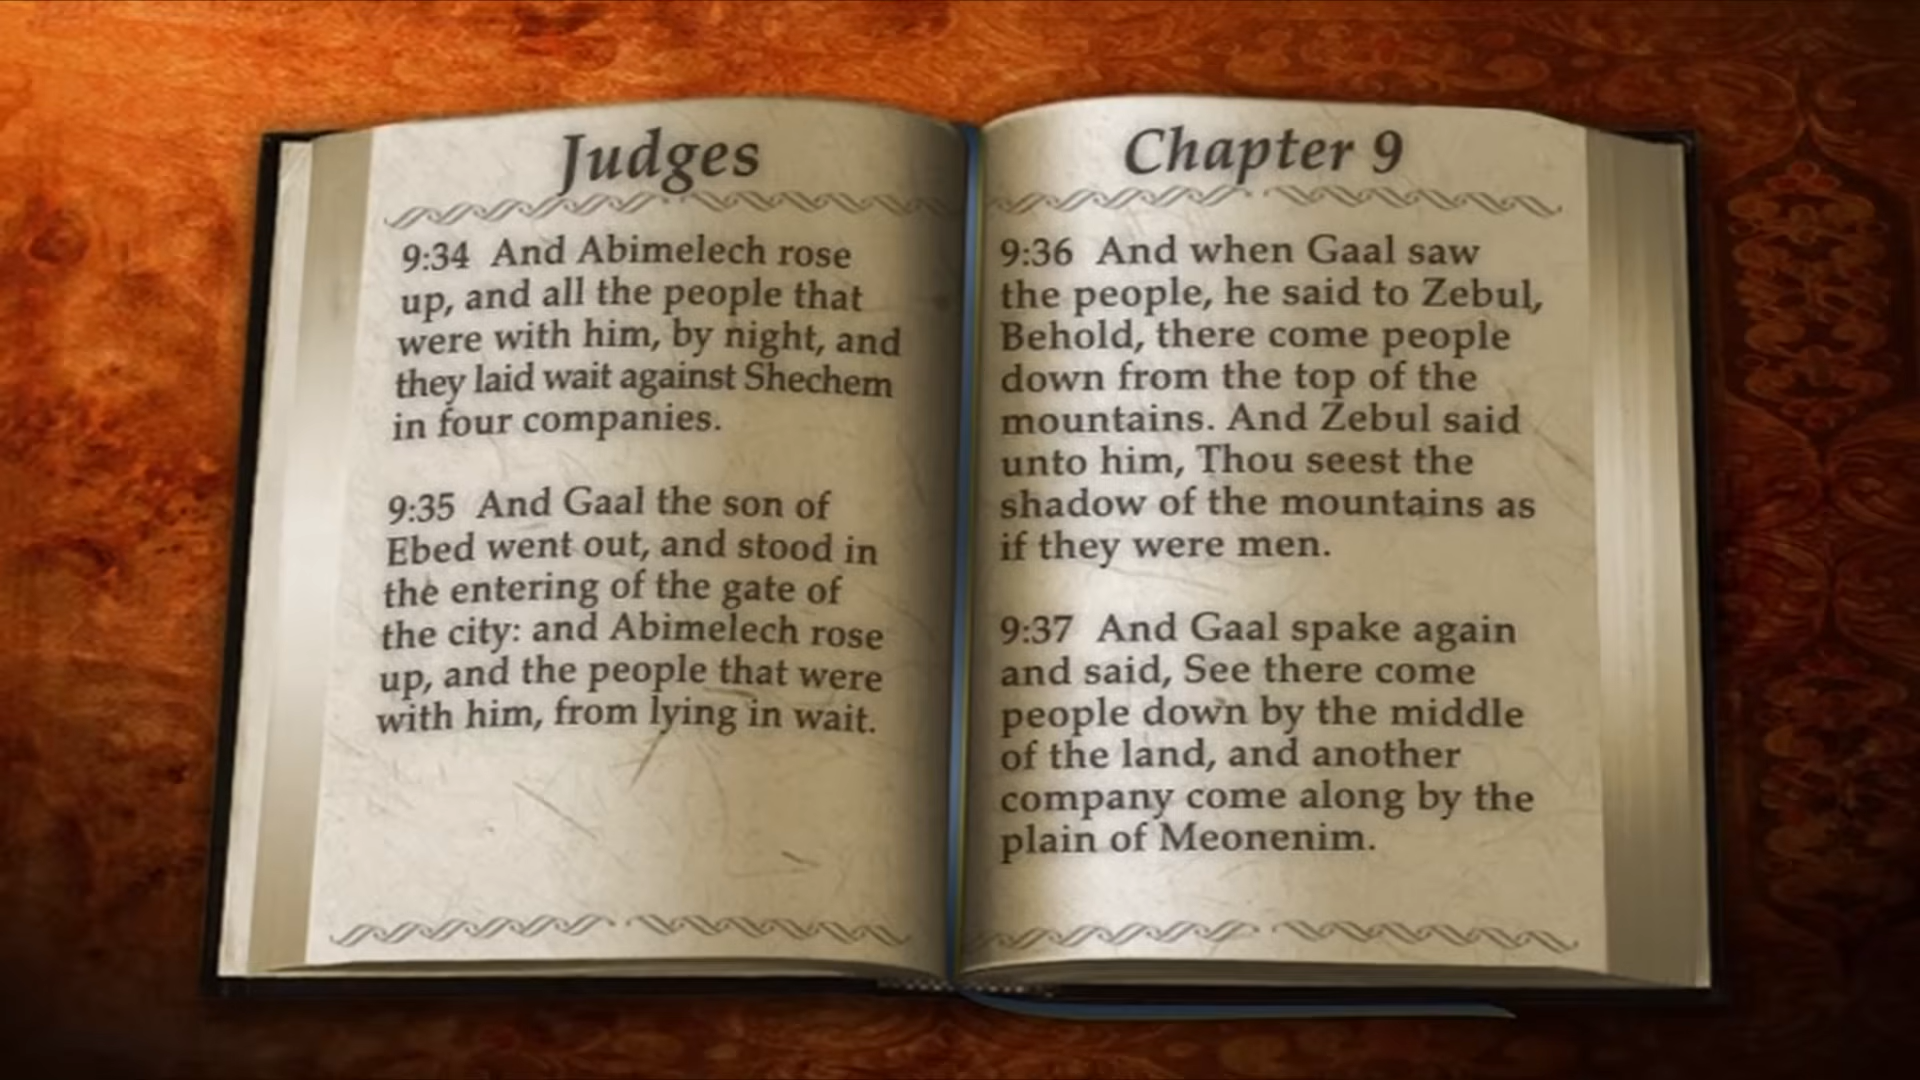 Judges
9:34 And Abimelech rose
up, and all the people that
were with him, by night, and
they laid wait against Shechem
in four companies.
9:35 And Gaal the son of
Ebed went out, and stood in
the entering of the gate of
the city: and Abimelech rose
up, and the people that were
with him, from lying in wait.
Chapter 9
9:36 And when Gaal saw
the people, he said to Zebul,
Behold, there come people
down from the top of the
mountains. And Zebul said
unto him, Thou seest the
shadow of the mountains as
if they were men.
9:37 And Gaal spake again
and said, See there come
people down by the middle
of the land, and another
company come along by the
plain of Meonenim.